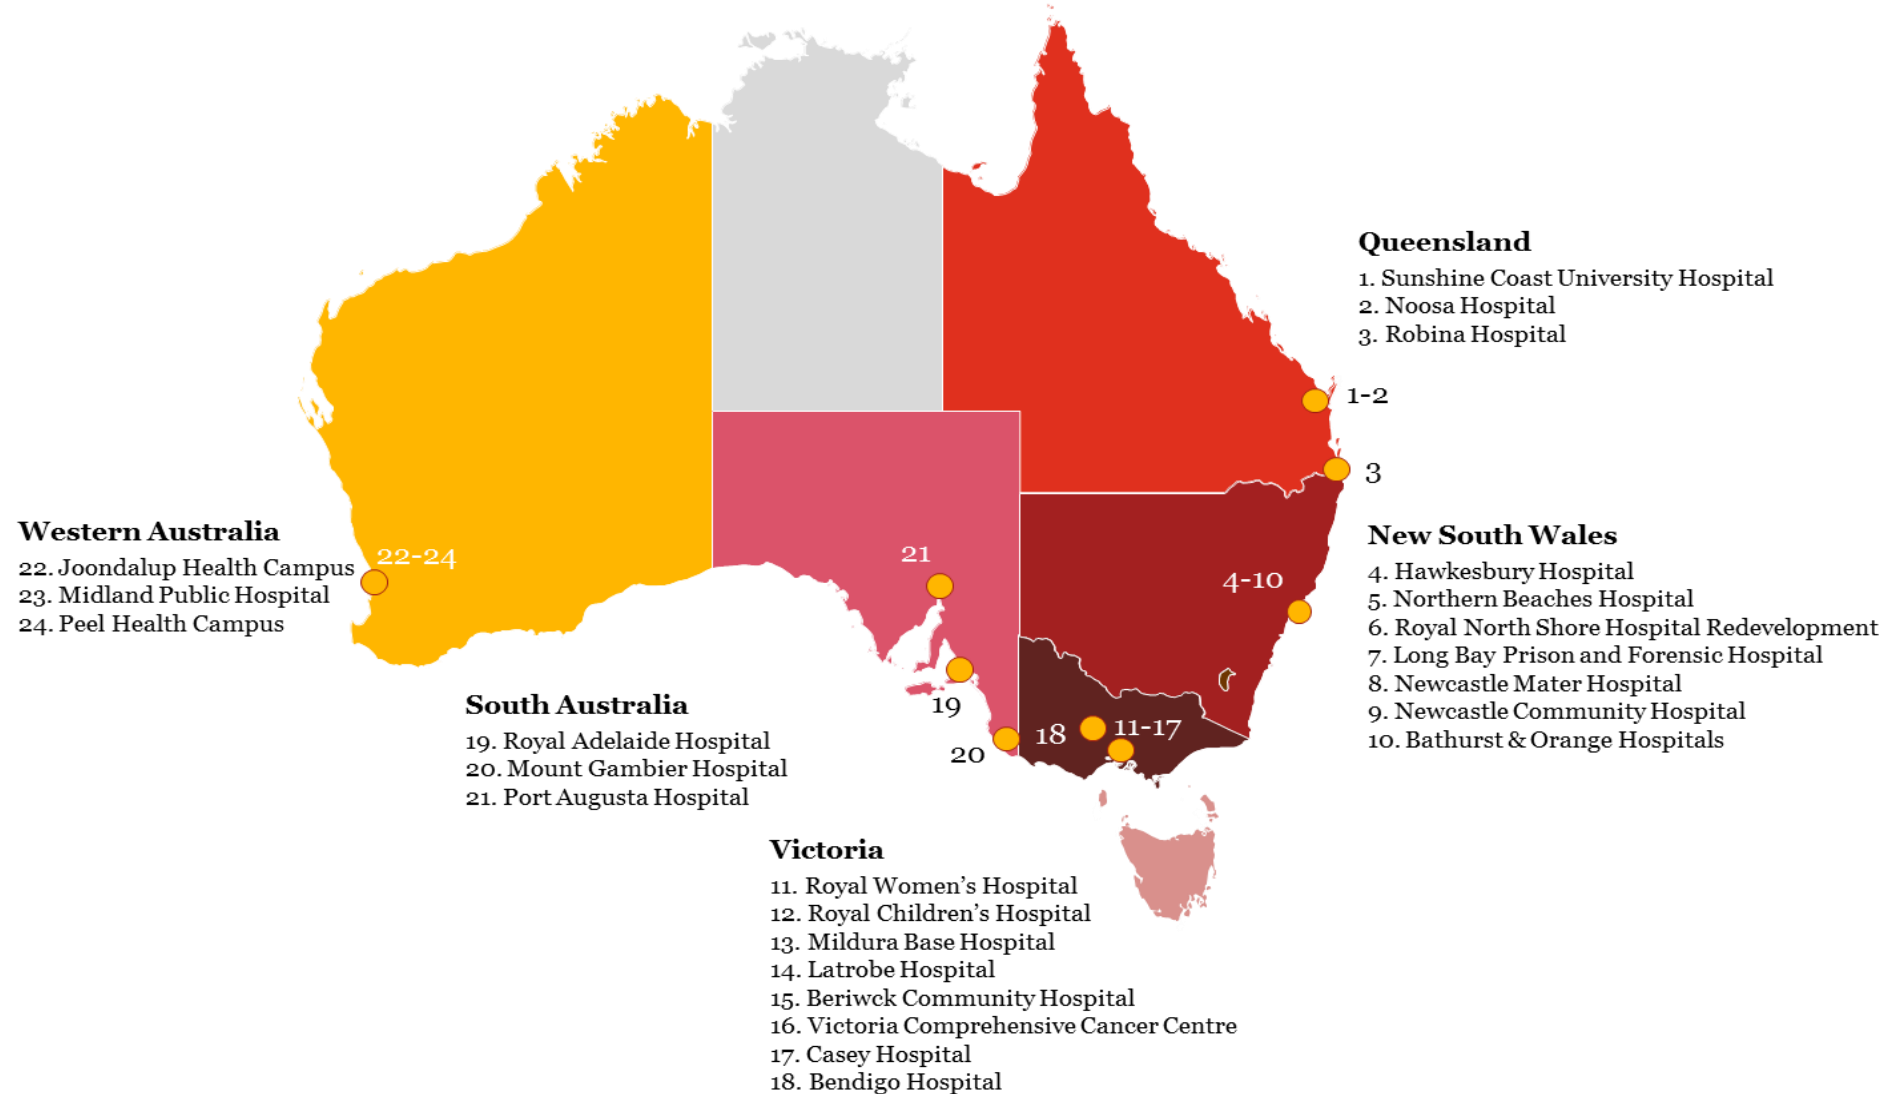 Queensland
1. Sunshine Coast University Hospital
2. Noosa Hospital
3. Robina Hospital
1-2
3
Western Australia
22. Joondalup Health Campus
23. Midland Public Hospital
24. Peel Health Campus
22-24
21
4-10
New South Wales
4. Hawkesbury Hospital
5. Northern Beaches Hospital
6. Royal North Shore Hospital Redevelopment
7. Long Bay Prison and Forensic Hospital
8. Newcastle Mater Hospital
9. Newcastle Community Hospital
10. Bathurst & Orange Hospitals
South Australia
19. Royal Adelaide Hospital
20. Mount Gambier Hospital
21. Port Augusta Hospital
19
20
18
11-17
Victoria
11. Royal Women’s Hospital
12. Royal Children’s Hospital
13. Mildura Base Hospital
14. Latrobe Hospital
15. Beriwck Community Hospital
16. Victoria Comprehensive Cancer Centre
17. Casey Hospital
18. Bendigo Hospital